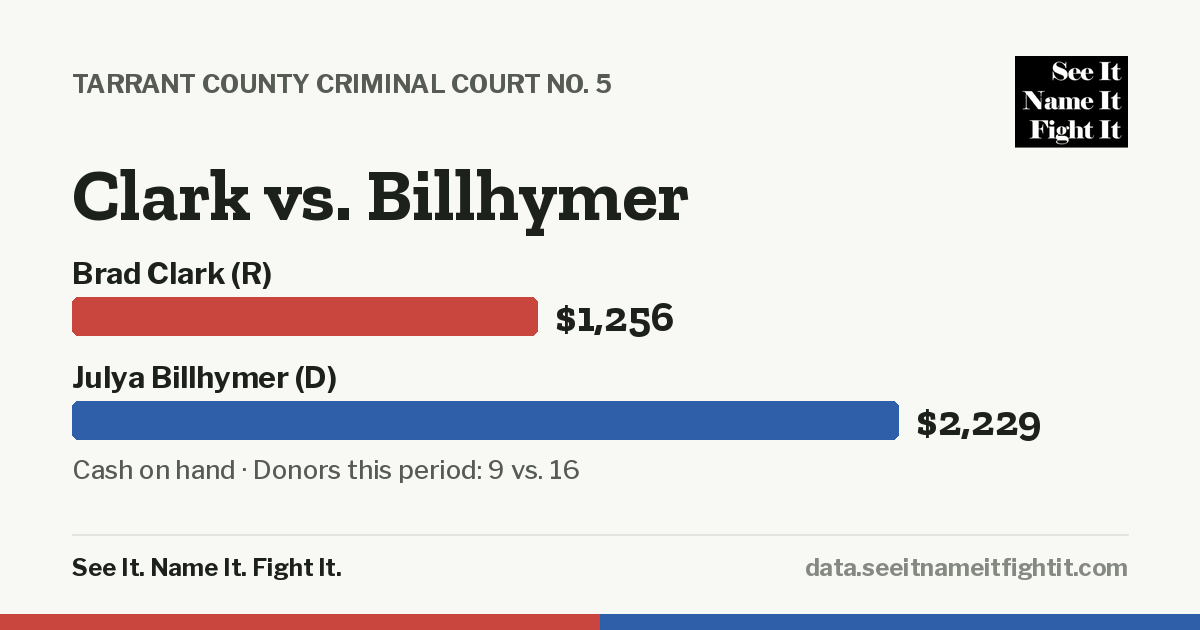 TARRANT COUNTY CRIMINAL COURT NO. 5
See It
Name It
Fight It
Clark vs. Billhymer
Brad Clark (R)
$1,256
Julya Billhymer (D)
$2,229
Cash on hand · Donors this period: 9 vs. 16
See It. Name It. Fight It.
data.seeitnameitfightit.com